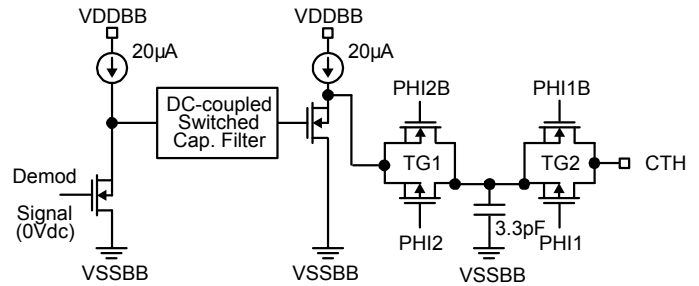 VDDBB
VDDBB
20µA
20µA
PHI2B
PHI1B
DC-coupled
Switched
Cap. Filter
TG1
TG2
CTH
Demod
Signal
(0Vdc)
3.3pF
PHI2
PHI1
VSSBB
VSSBB
VSSBB